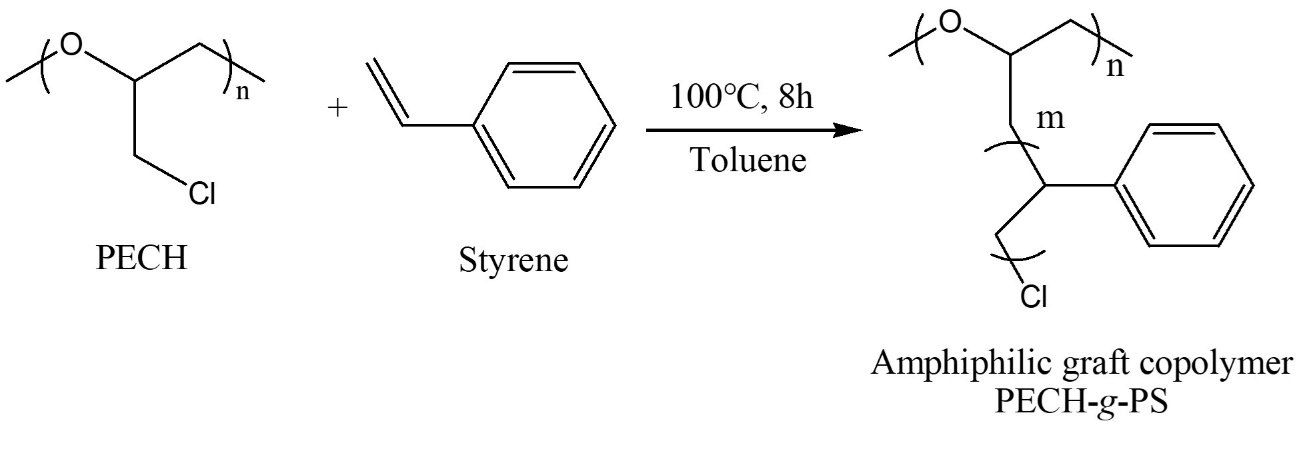 O
n
Cl
PECH
+
Styrene
100°C, 8h
Toluene
O
n
m
Cl
Amphiphilic graft copolymer
PECH-g-PS